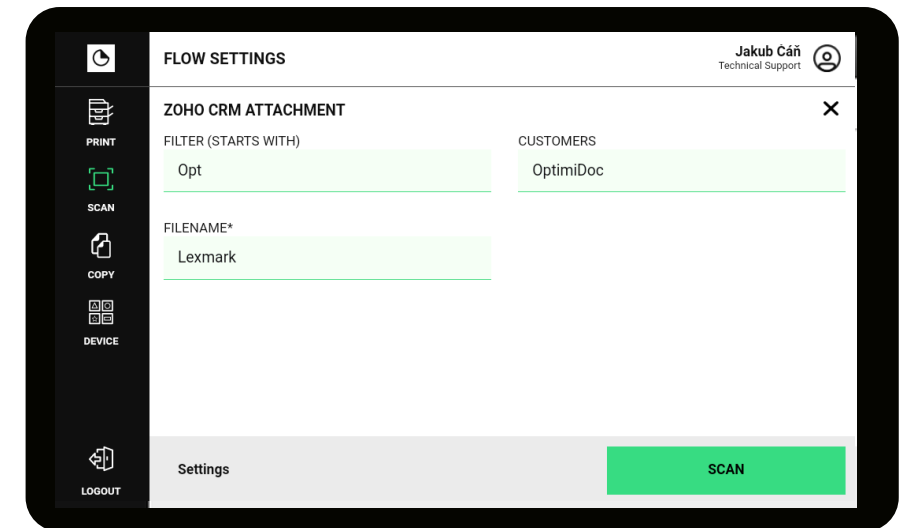 FLOW SETTINGS
Jakub Čáň
Technical Support
PRINT
SCAN
COPY
DEVICE
LOGOUT
ZOHO CRM ATTACHMENT
FILTER (STARTS WITH)
Opt
CUSTOMERS
OptimiDoc
FILENAME*
Lexmark
Settings
SCAN